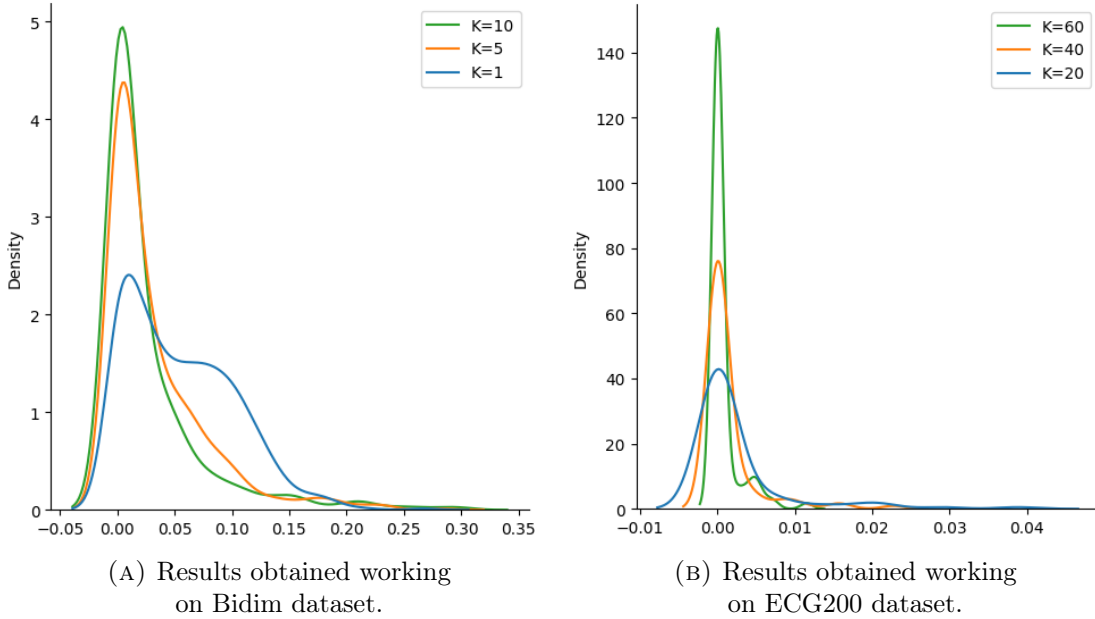 K=10
K=5
K=1
Density
5
4
3
2
1
0
−0.05 0.00 0.05 0.10 0.15 0.20 0.25 0.30 0.35
(A) Results obtained working
on Bidim dataset.
K=60
K=40
K=20
Density
140
120
100
80
60
40
20
0
−0.01 0.00 0.01 0.02 0.03 0.04
(B) Results obtained working
on ECG200 dataset.